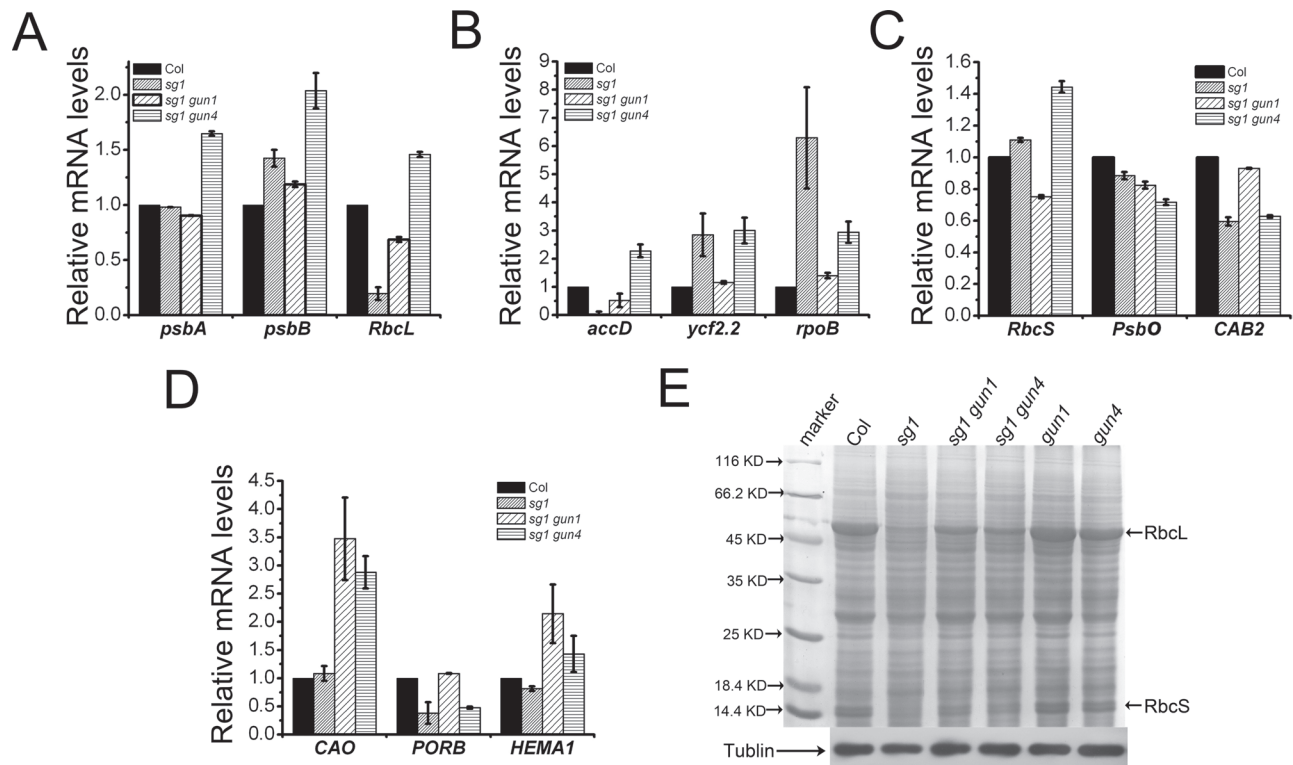 A
Relative mRNA levels
2.0
1.5
1.0
0.5
0.0
Col
sg1
sg1 gun1
sg1 gun4
psbA psbB RbcL
B
Relative mRNA levels
9
8
7
6
5
4
3
2
1
0
Col
sg1
sg1 gun1
sg1 gun4
accD ycf2.2 rpoB
C
Relative mRNA levels
1.6
1.4
1.2
1.0
0.8
0.6
0.4
0.2
0.0
Col
sg1
sg1 gun1
sg1 gun4
RbcS PsbO CAB2
D
Relative mRNA levels
4.5
4.0
3.5
3.0
2.5
2.0
1.5
1.0
0.5
0.0
Col
sg1
sg1 gun1
sg1 gun4
CAO PORB HEMA1
E
marker
Col
sg1
sg1 gun1
sg1 gun4
gun1
gun4
116 KD
66.2 KD
45 KD
35 KD
25 KD
18.4 KD
14.4 KD
RbcL
RbcS
Tublin